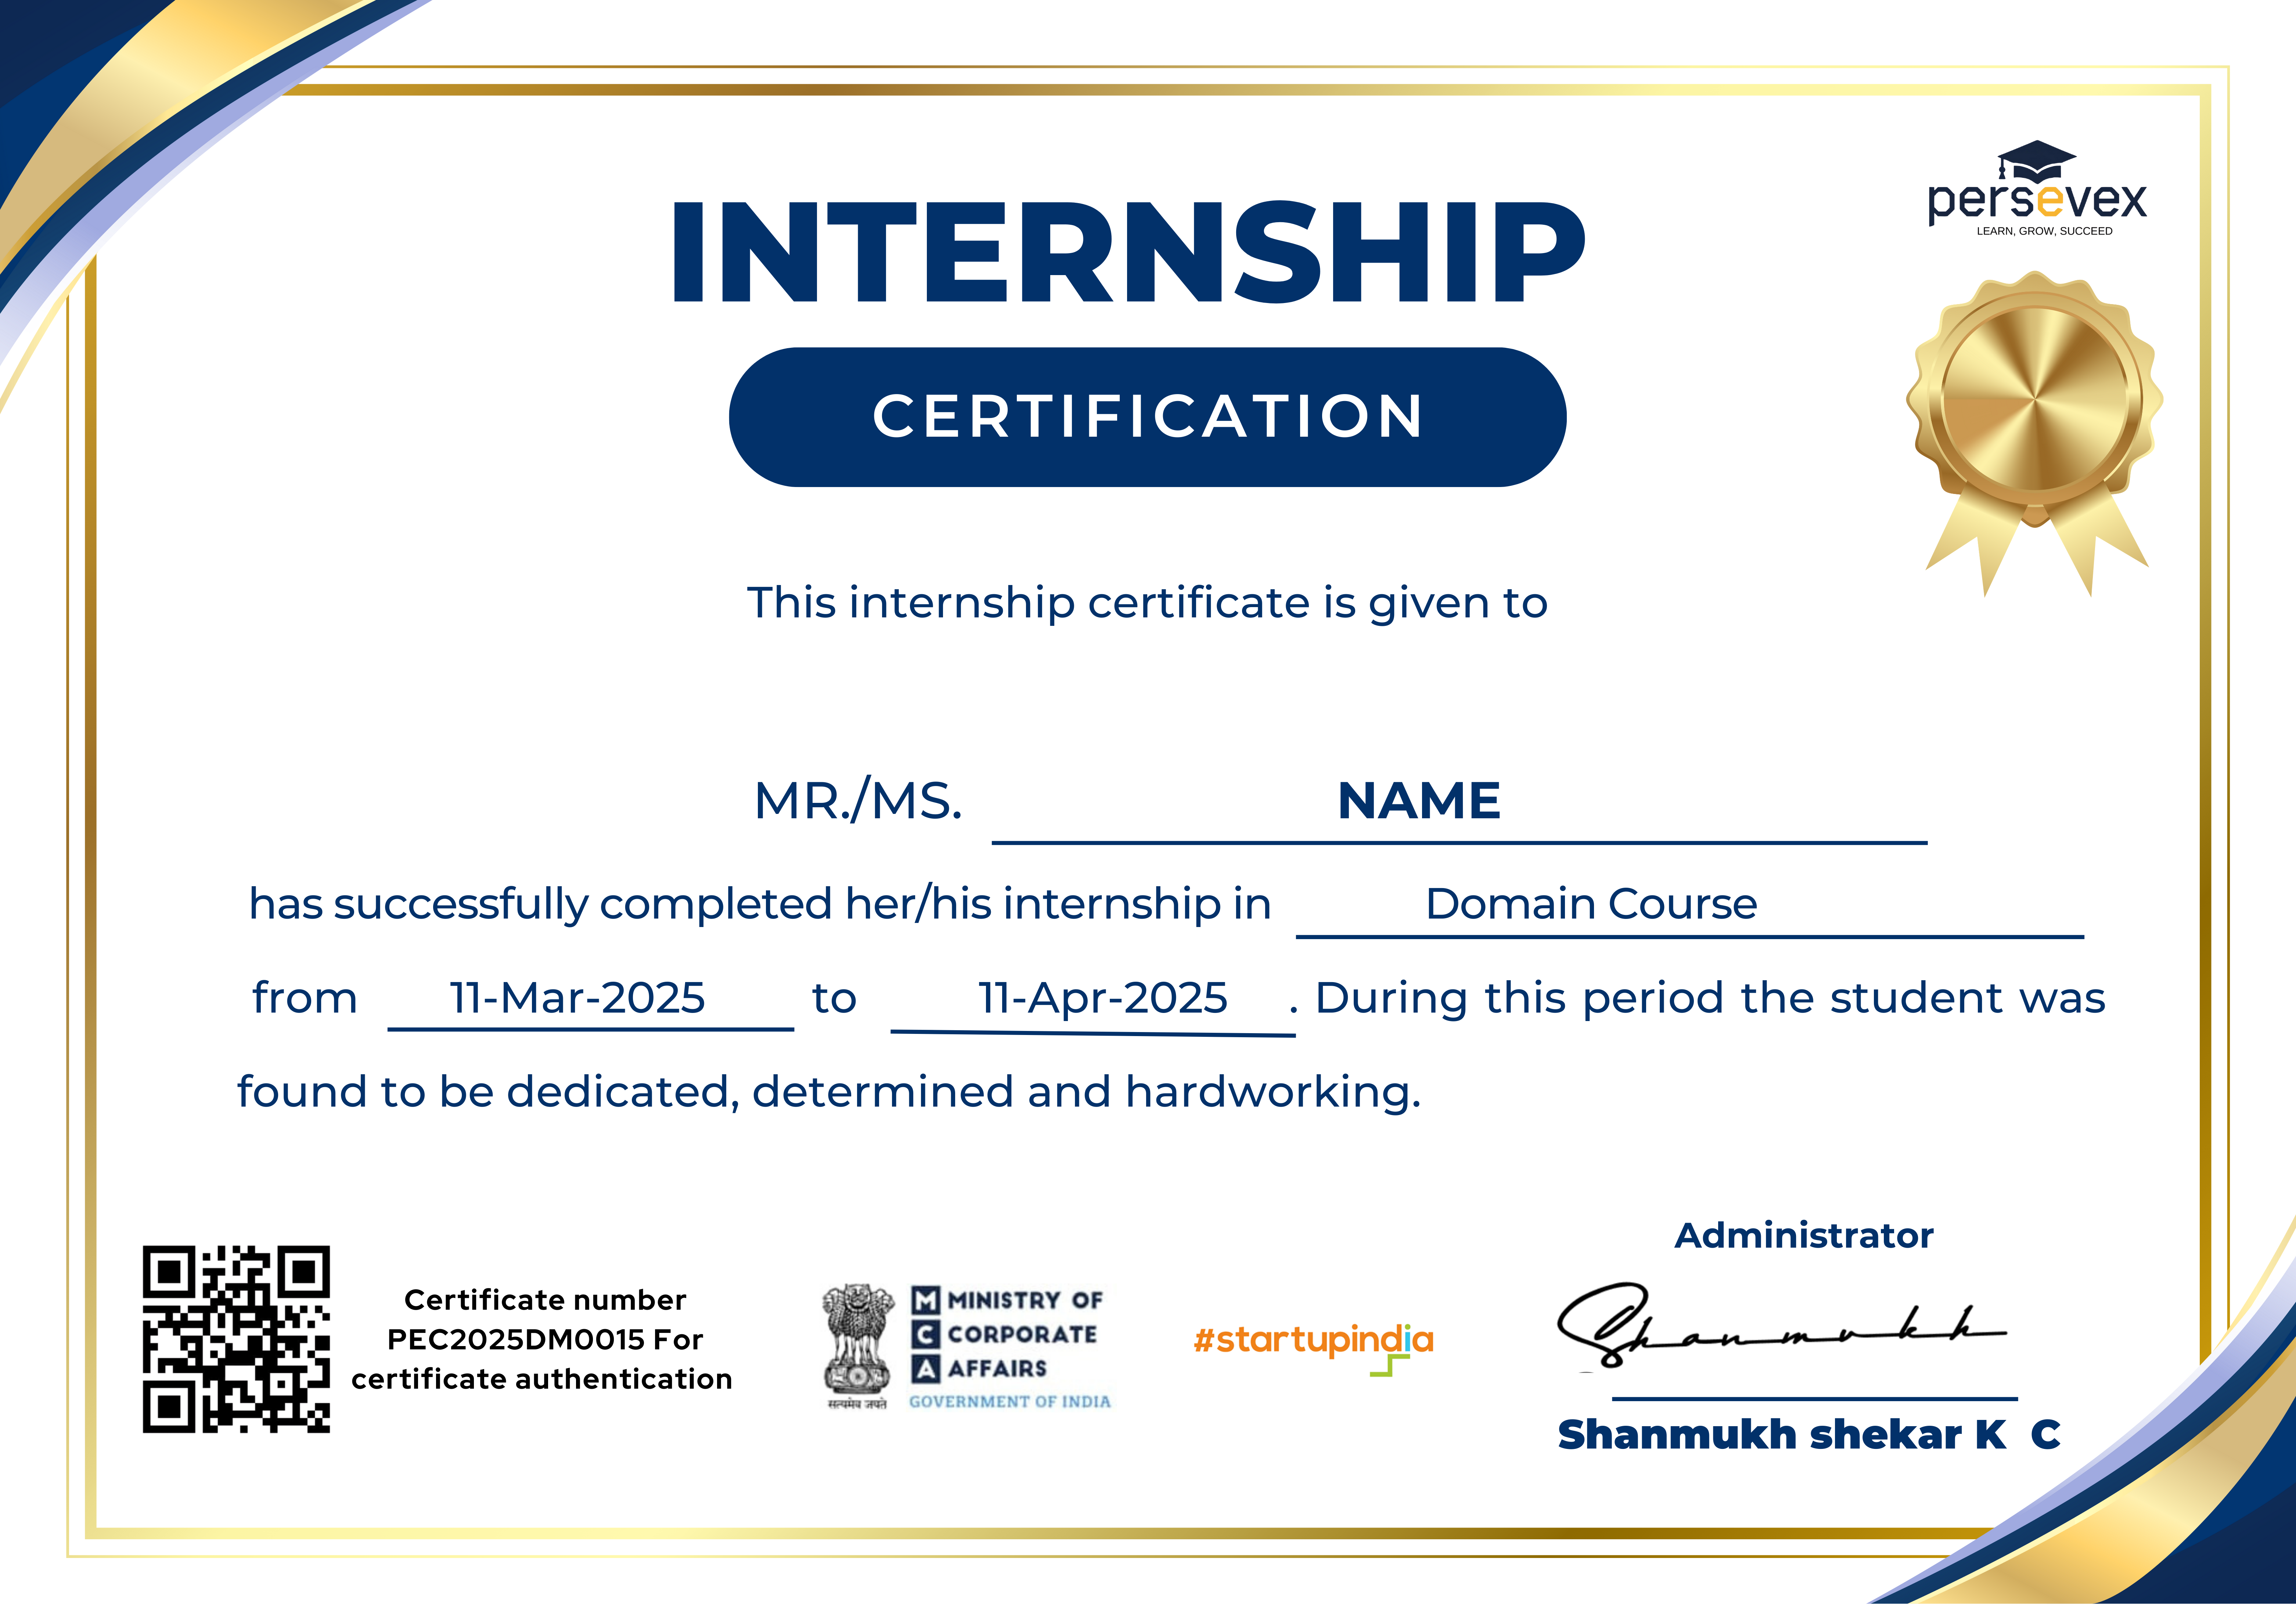 persevex
LEARN, GROW, SUCCEED
INTERNSHIP
CERTIFICATION
This internship certificate is given to
MR./MS. NAME
has successfully completed her/his internship in Domain Course
from 11-Mar-2025 to 11-Apr-2025 . During this period the student was
found to be dedicated, determined and hardworking.
Certificate number
PEC2025DM0015 For
certificate authentication
सत्यमेव जयते
M MINISTRY OF
C CORPORATE
A AFFAIRS
GOVERNMENT OF INDIA
#startupindia
Administrator
Shanmukh
Shanmukh shekar K C